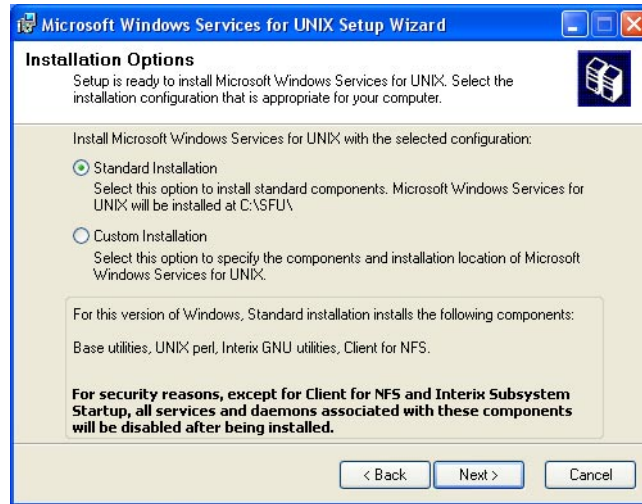 Microsoft Windows Services for UNIX Setup Wizard
Installation Options
Setup is ready to install Microsoft Windows Services for UNIX. Select the
installation configuration that is appropriate for your computer.
Install Microsoft Windows Services for UNIX with the selected configuration:
Standard Installation
Select this option to install standard components. Microsoft Windows Services for
UNIX will be installed at C:\SFU\
Custom Installation
Select this option to specify the components and installation location of Microsoft
Windows Services for UNIX.
For this version of Windows, Standard installation installs the following components:
Base utilities, UNIX perl, Interix GNU utilities, Client for NFS.
For security reasons, except for Client for NFS and Interix Subsystem
Startup, all services and daemons associated with these components
will be disabled after being installed.
< Back Next > Cancel